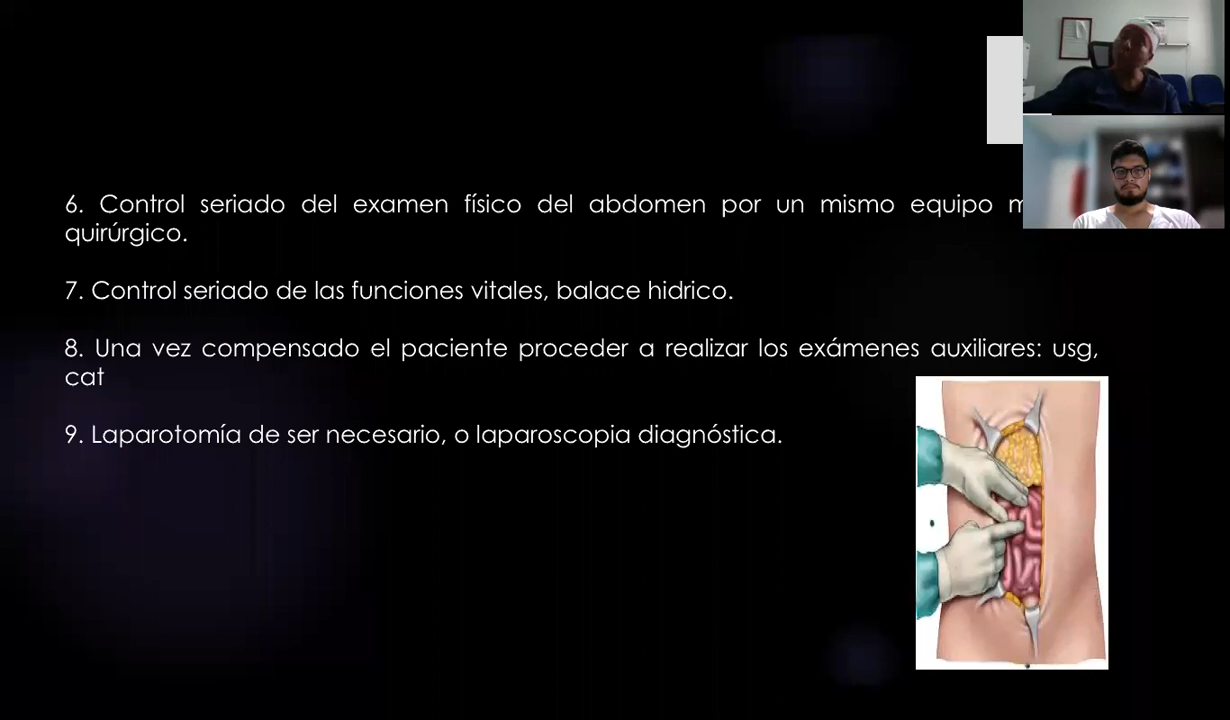 6. Control seriado del examen físico del abdomen por un mismo equipo
quirúrgico.
7. Control seriado de las funciones vitales, balace hidrico.
8. Una vez compensado el paciente proceder a realizar los exámenes auxiliares: usg,
cat
9. Laparotomía de ser necesario, o laparoscopia diagnóstica.